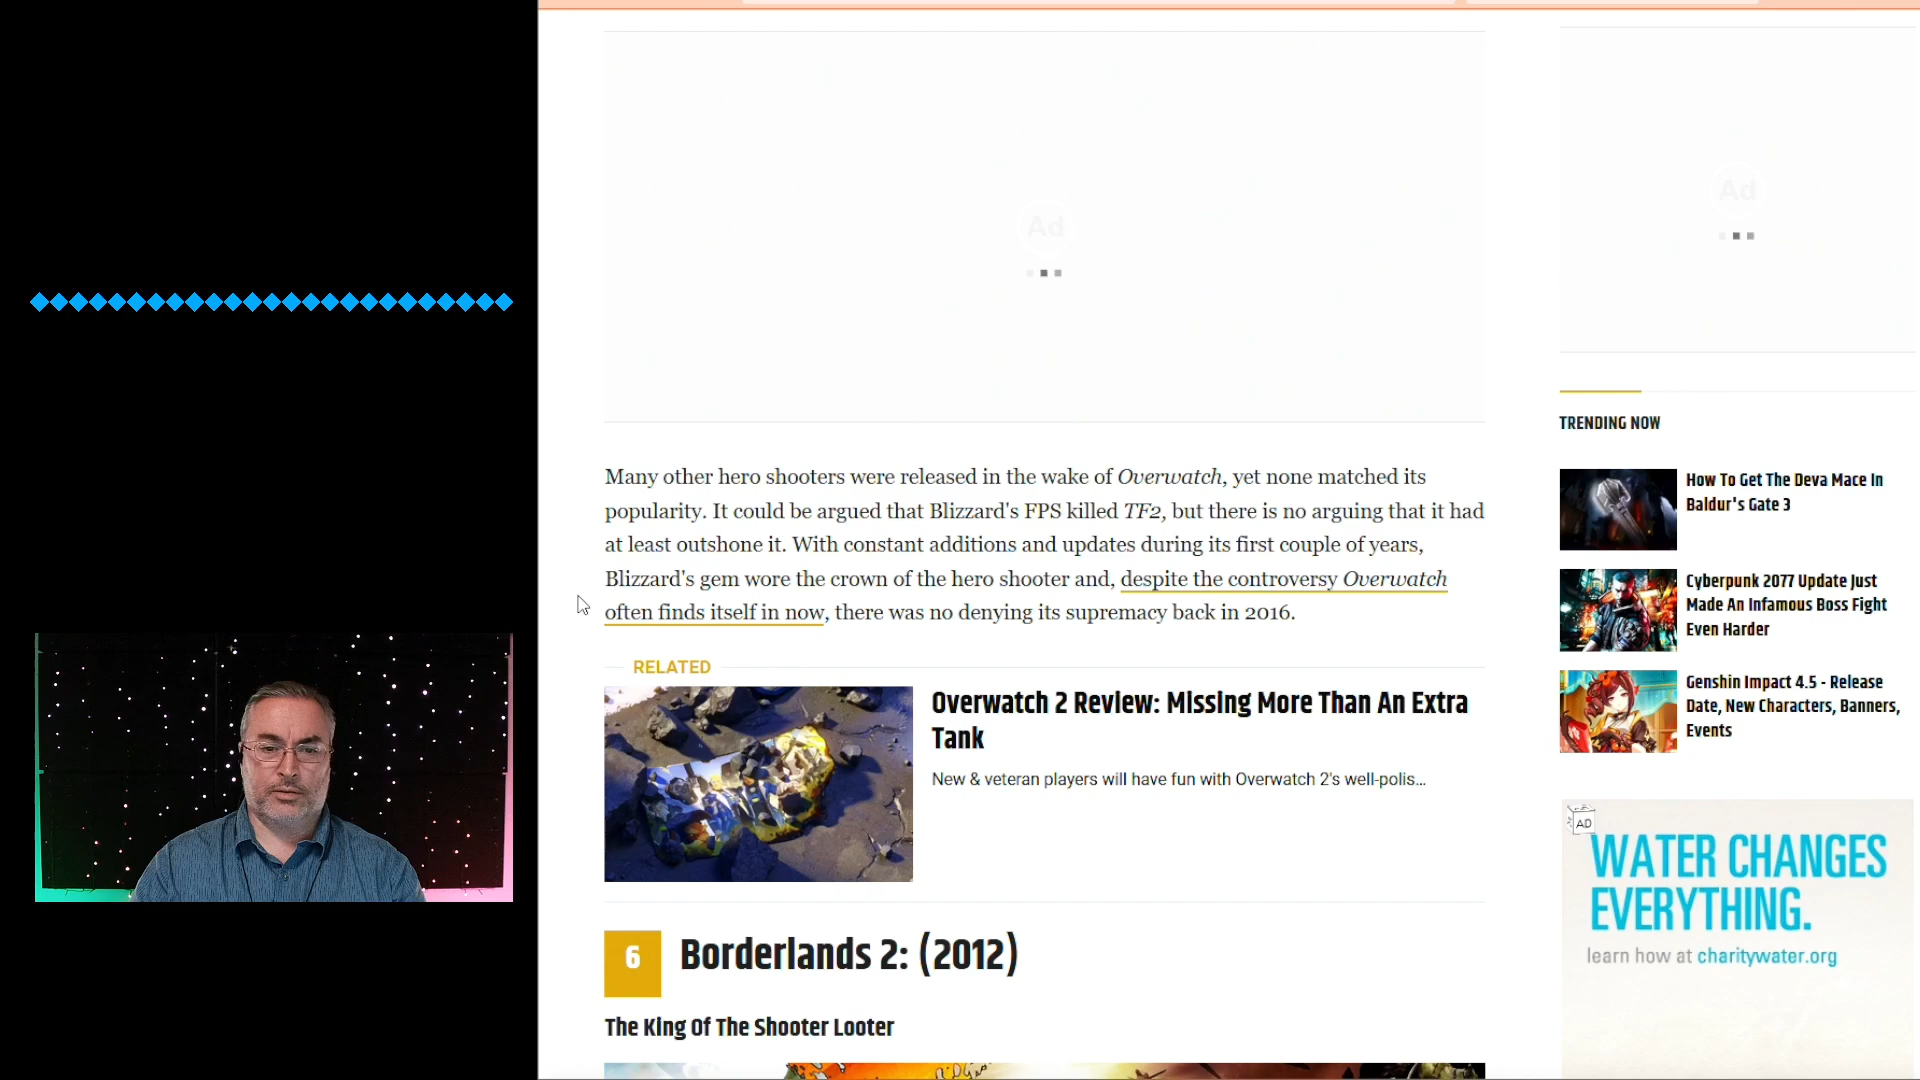 Ad
Ad
Many other hero shooters were released in the wake of Overwatch, yet none matched its
popularity. It could be argued that Blizzard's FPS killed TF2, but there is no arguing that it had
at least outshone it. With constant additions and updates during its first couple of years,
Blizzard's gem wore the crown of the hero shooter and, despite the controversy Overwatch
often finds itself in now, there was no denying its supremacy back in 2016.
RELATED
Overwatch 2 Review: Missing More Than An Extra
Tank
New & veteran players will have fun with Overwatch 2's well-polis...
6 Borderlands 2: (2012)
The King Of The Shooter Looter
TRENDING NOW
How To Get The Deva Mace In
Baldur's Gate 3
Cyberpunk 2077 Update Just
Made An Infamous Boss Fight
Even Harder
Genshin Impact 4.5 - Release
Date, New Characters, Banners,
Events
AD
WATER CHANGES
EVERYTHING.
learn how at charitywater.org